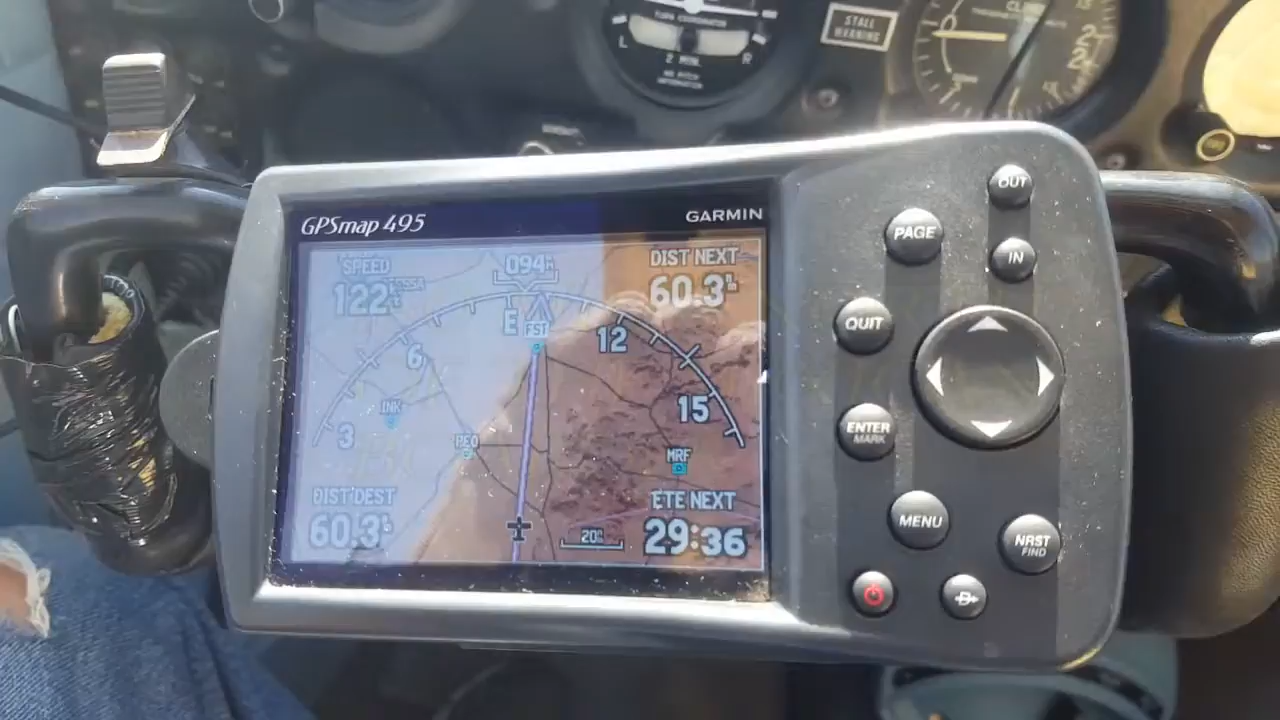 TURN COORDINATOR
L
R
2 MIN.
NO PITCH
INFORMATION
STALL
WARNING
GPSmap 495
GARMIN
SPEED
122
094
DIST NEXT
60.3
E
FST
6
12
INK
3
15
PEQ
MRF
DIST DEST
60.3
ETE NEXT
29:36
20
OUT
PAGE
IN
QUIT
ENTER
MARK
MENU
NRST
FIND
D